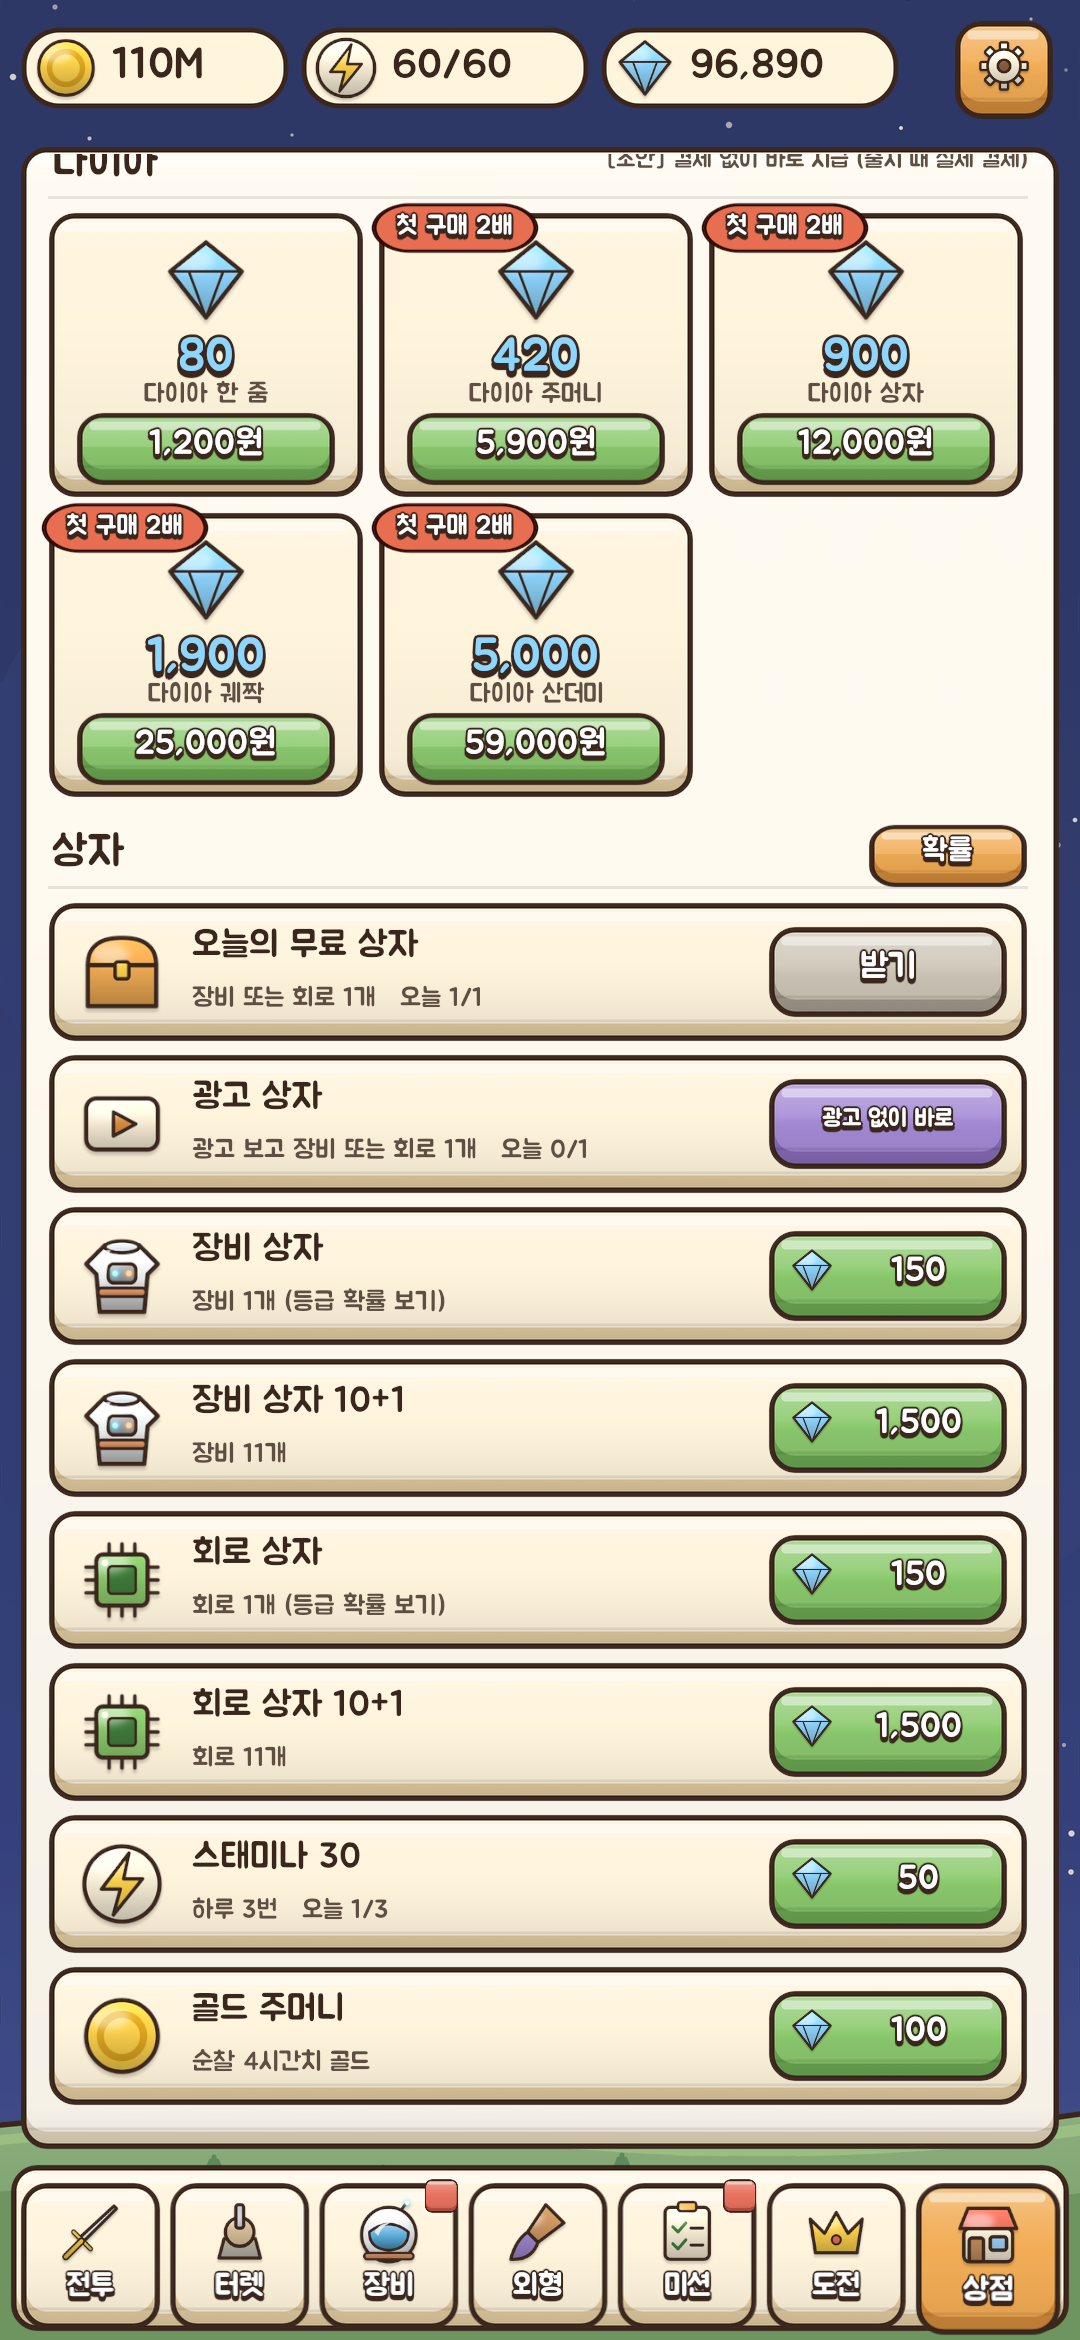 110M
60/60
96,890
다이아
[초안] 결제 없이 바로 지급 (출시 때 실제 결제)
첫 구매 2배
첫 구매 2배
80
420
900
다이아 한 줌
다이아 주머니
다이아 상자
1,200원
5,900원
12,000원
첫 구매 2배
첫 구매 2배
1,900
5,000
다이아 궤짝
다이아 산더미
25,000원
59,000원
상자
확률
오늘의 무료 상자
장비 또는 회로 1개 오늘 1/1
받기
광고 상자
광고 보고 장비 또는 회로 1개 오늘 0/1
광고 없이 바로
장비 상자
장비 1개 (등급 확률 보기)
150
장비 상자 10+1
장비 11개
1,500
회로 상자
회로 1개 (등급 확률 보기)
150
회로 상자 10+1
회로 11개
1,500
스태미나 30
하루 3번 오늘 1/3
50
골드 주머니
순찰 4시간치 골드
100
전투
터렛
장비
외형
미션
도전
상점